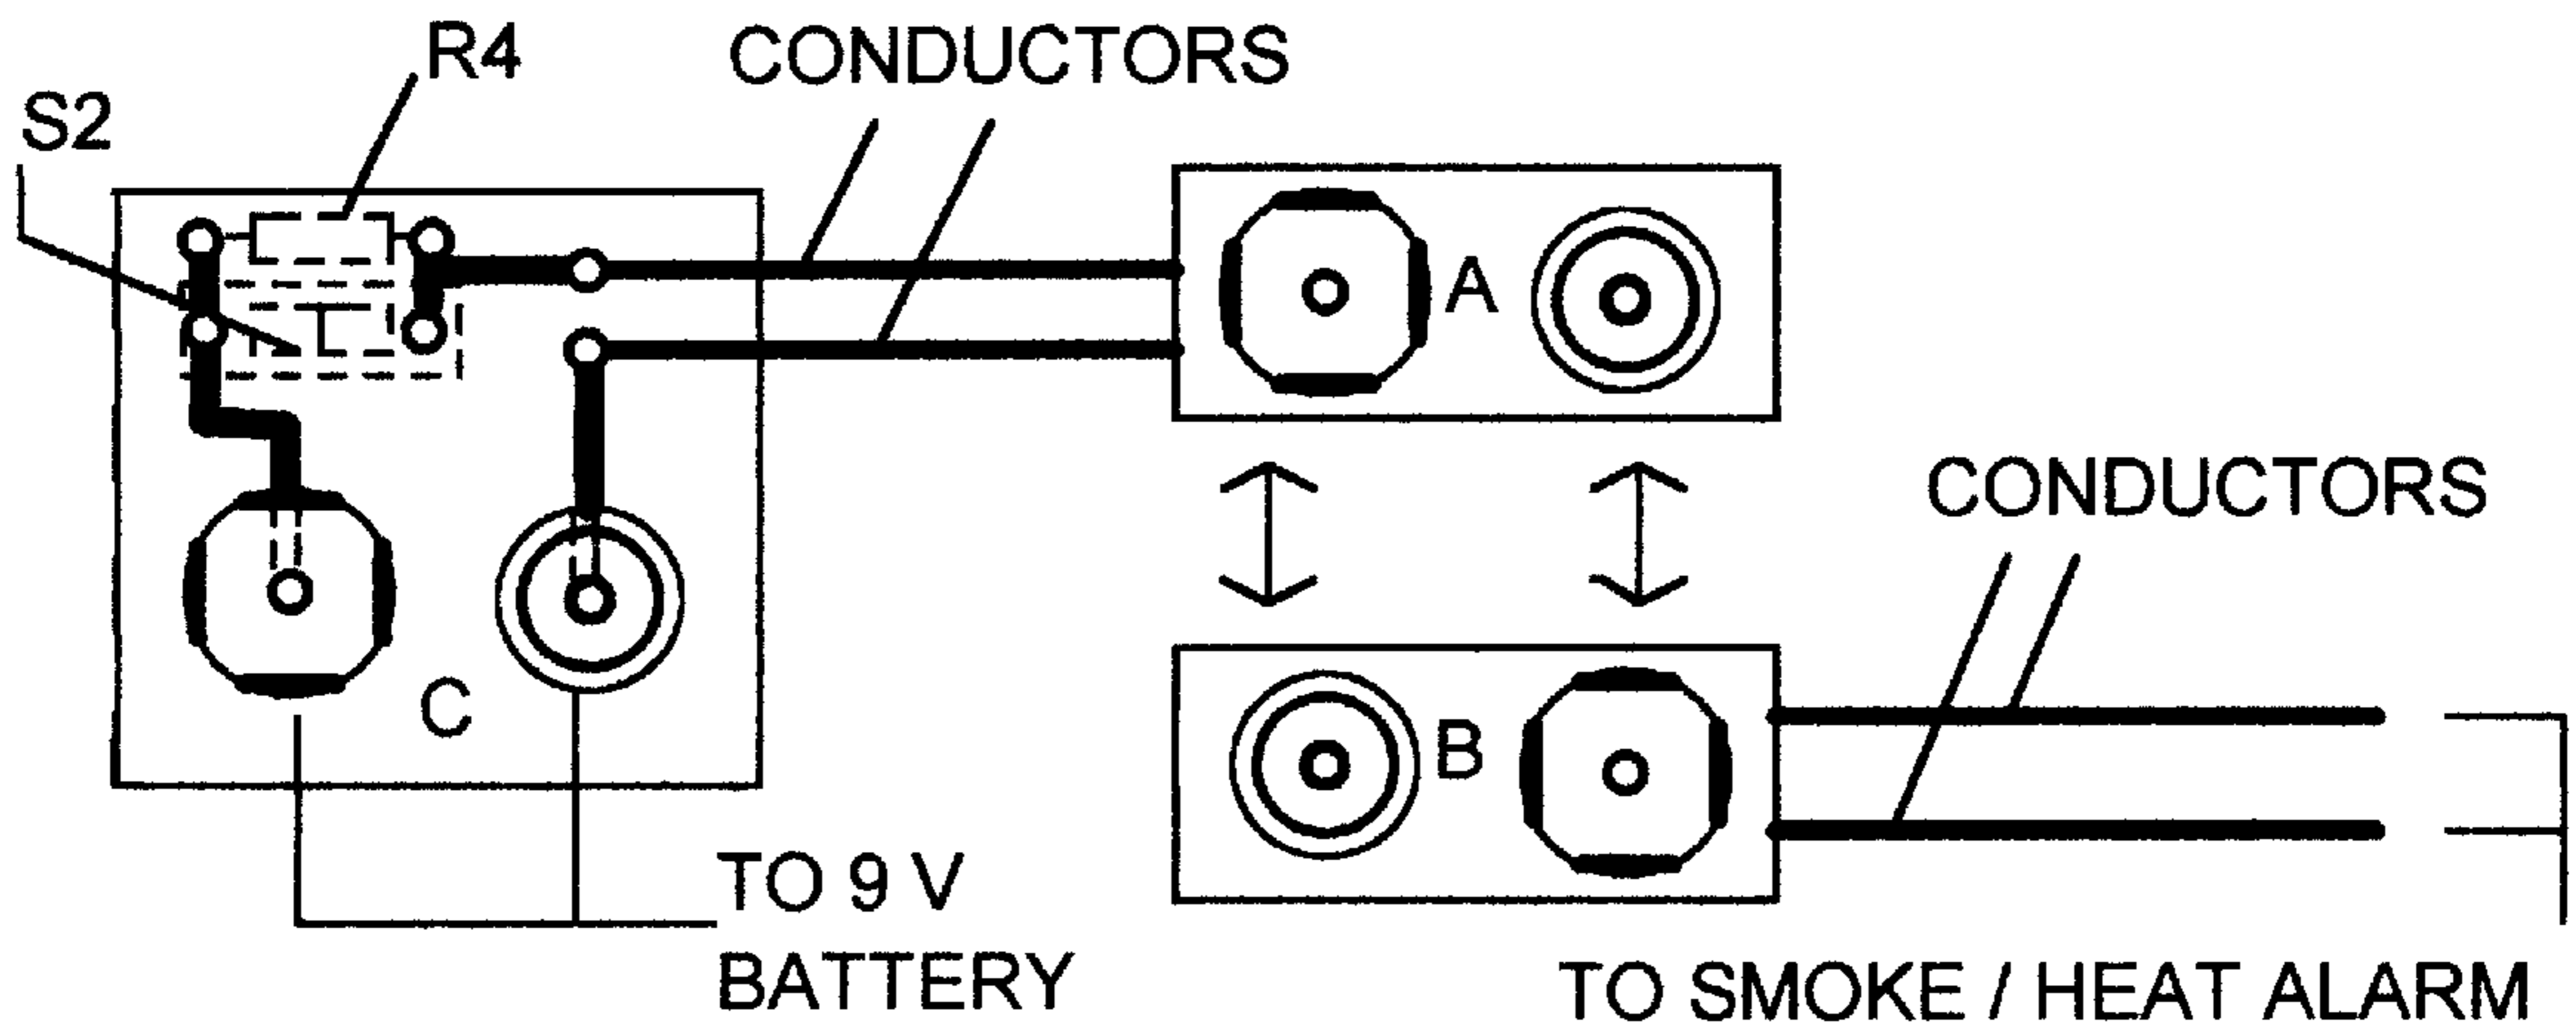 R4
CONDUCTORS
S2
A
CONDUCTORS
C
B
TO 9 V
BATTERY
TO SMOKE / HEAT ALARM